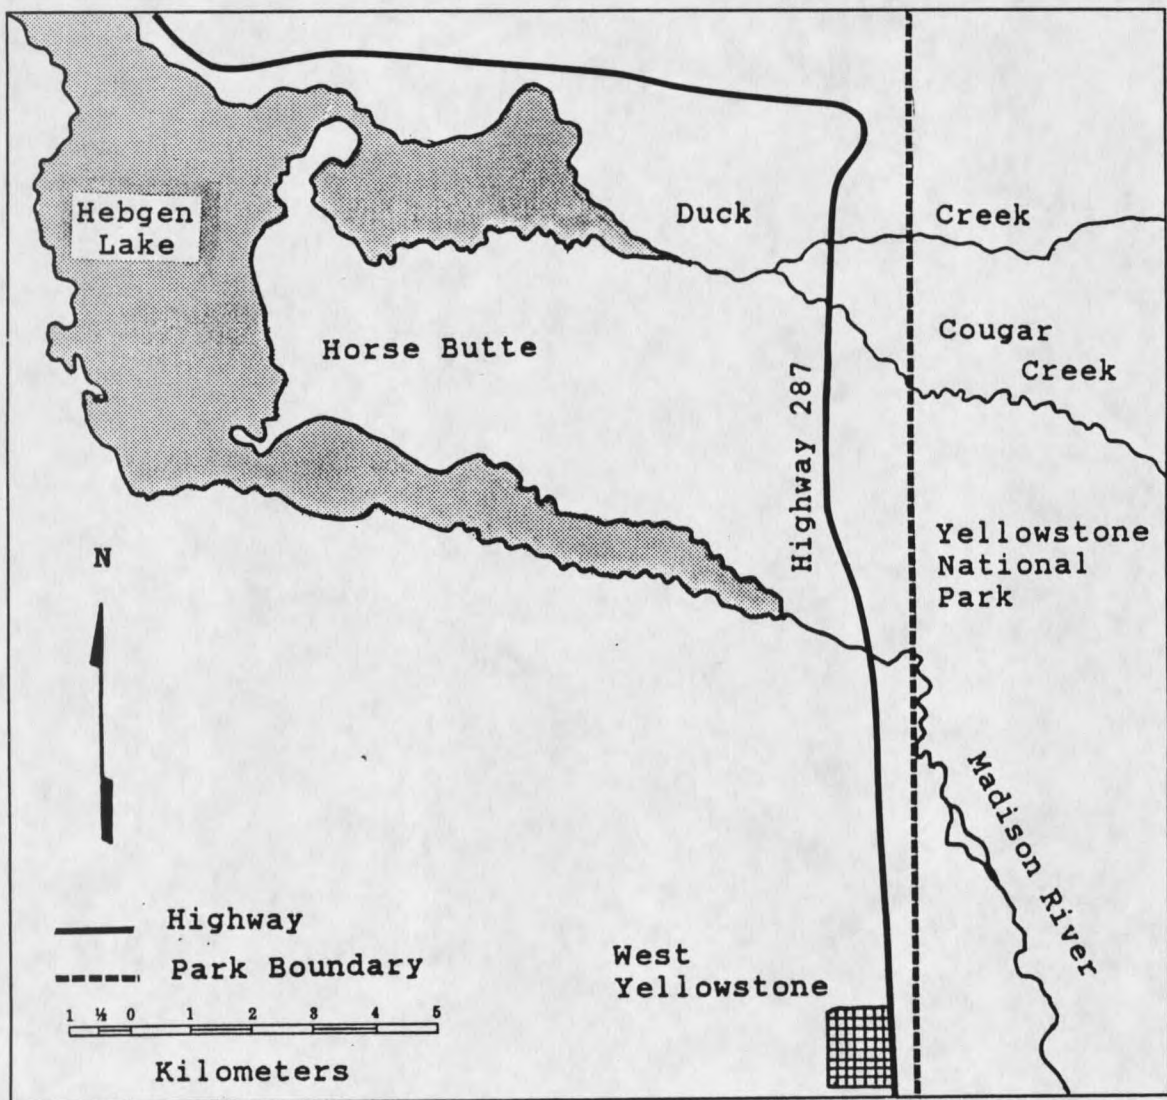 Hebgen
Lake
Duck
Creek
Horse Butte
Cougar
Creek
Highway 287
Yellowstone
National
Park
N
Madison River
Highway
Park Boundary
West
Yellowstone
1 ½ 0 1 2 3 4 5
Kilometers